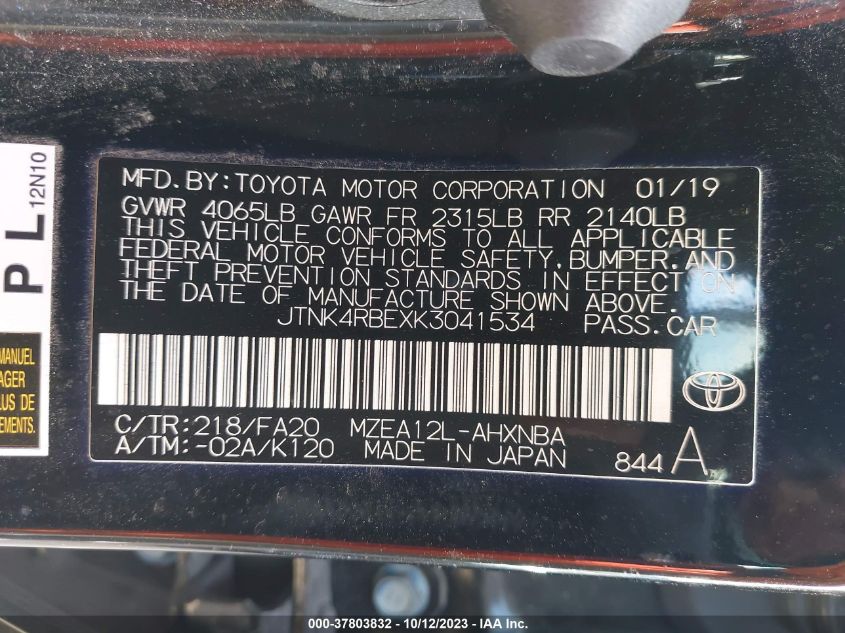 MFD.BY:TOYOTA MOTOR CORPORATION 01/19
GVWR 4065LB GAWR FR 2315LB RR 2140LB
THIS VEHICLE CONFORMS TO ALL APPLICABLE
FEDERAL MOTOR VEHICLE SAFETY,BUMPER,AND
THEFT PREVENTION STANDARDS IN EFFECT ON
THE DATE OF MANUFACTURE SHOWN ABOVE.
JTNK4RBEXK3041534 PASS.CAR
C/TR:218/FA20 MZEA12L-AHXNBA
A/TM:-02A/K120 MADE IN JAPAN 844 A
P L
12N10
MANUEL
AGER
LUS DE
EMENTS.
000-37803832 - 10/12/2023 - IAA Inc.